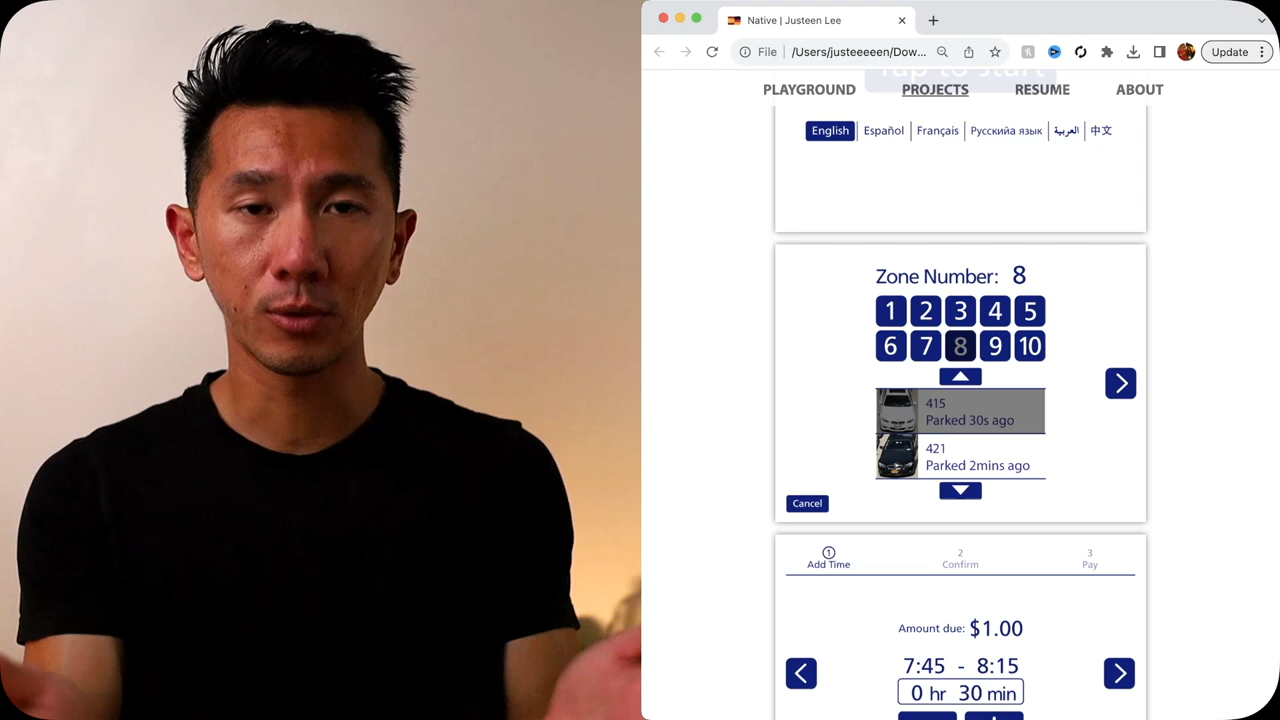 Native | Justeen Lee
File /Users/justeeeeen/Dow...
Update
Tap to start
PLAYGROUND PROJECTS RESUME ABOUT
English Español Français Русскийа язык العربية 中文
Zone Number: 8
1 2 3 4 5
6 7 8 9 10
415
Parked 30s ago
421
Parked 2mins ago
Cancel
1 2 3
Add Time Confirm Pay
Amount due: $1.00
7:45 - 8:15
0 hr 30 min